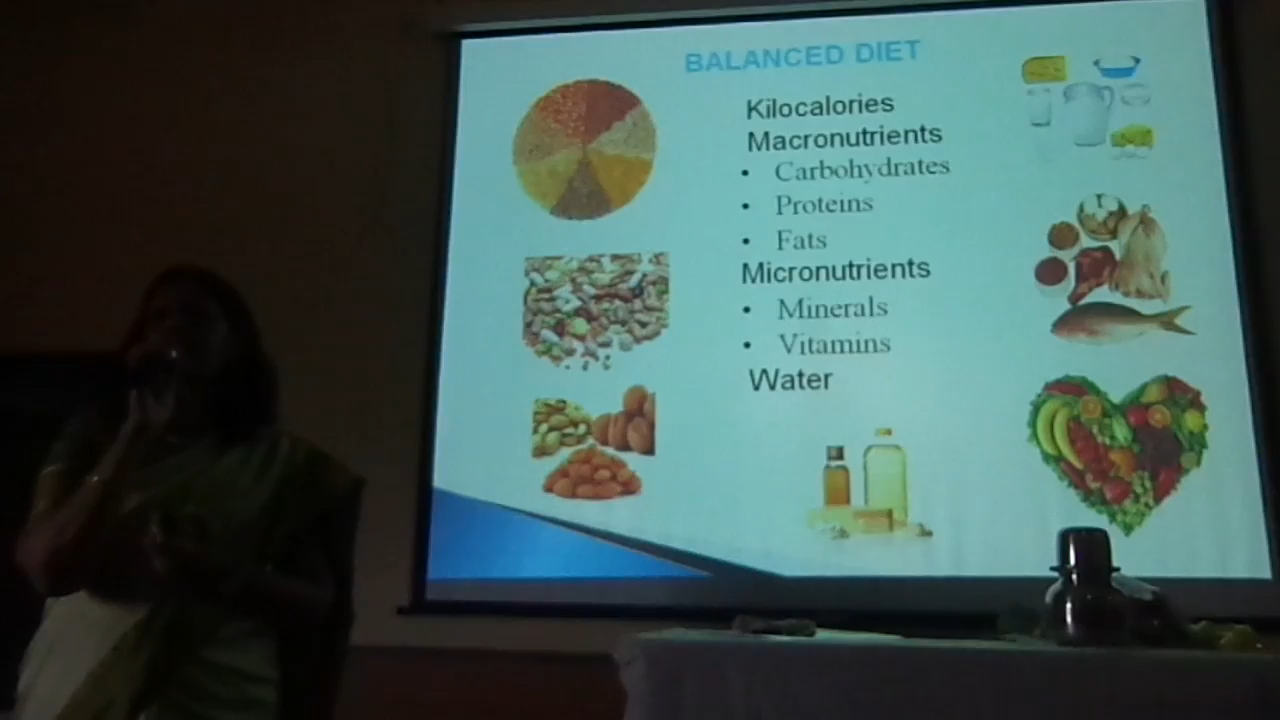 BALANCED DIET
Kilocalories
Macronutrients
• Carbohydrates
• Proteins
• Fats
Micronutrients
• Minerals
• Vitamins
Water